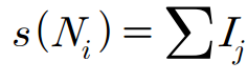 s(N_i) = ∑I_j